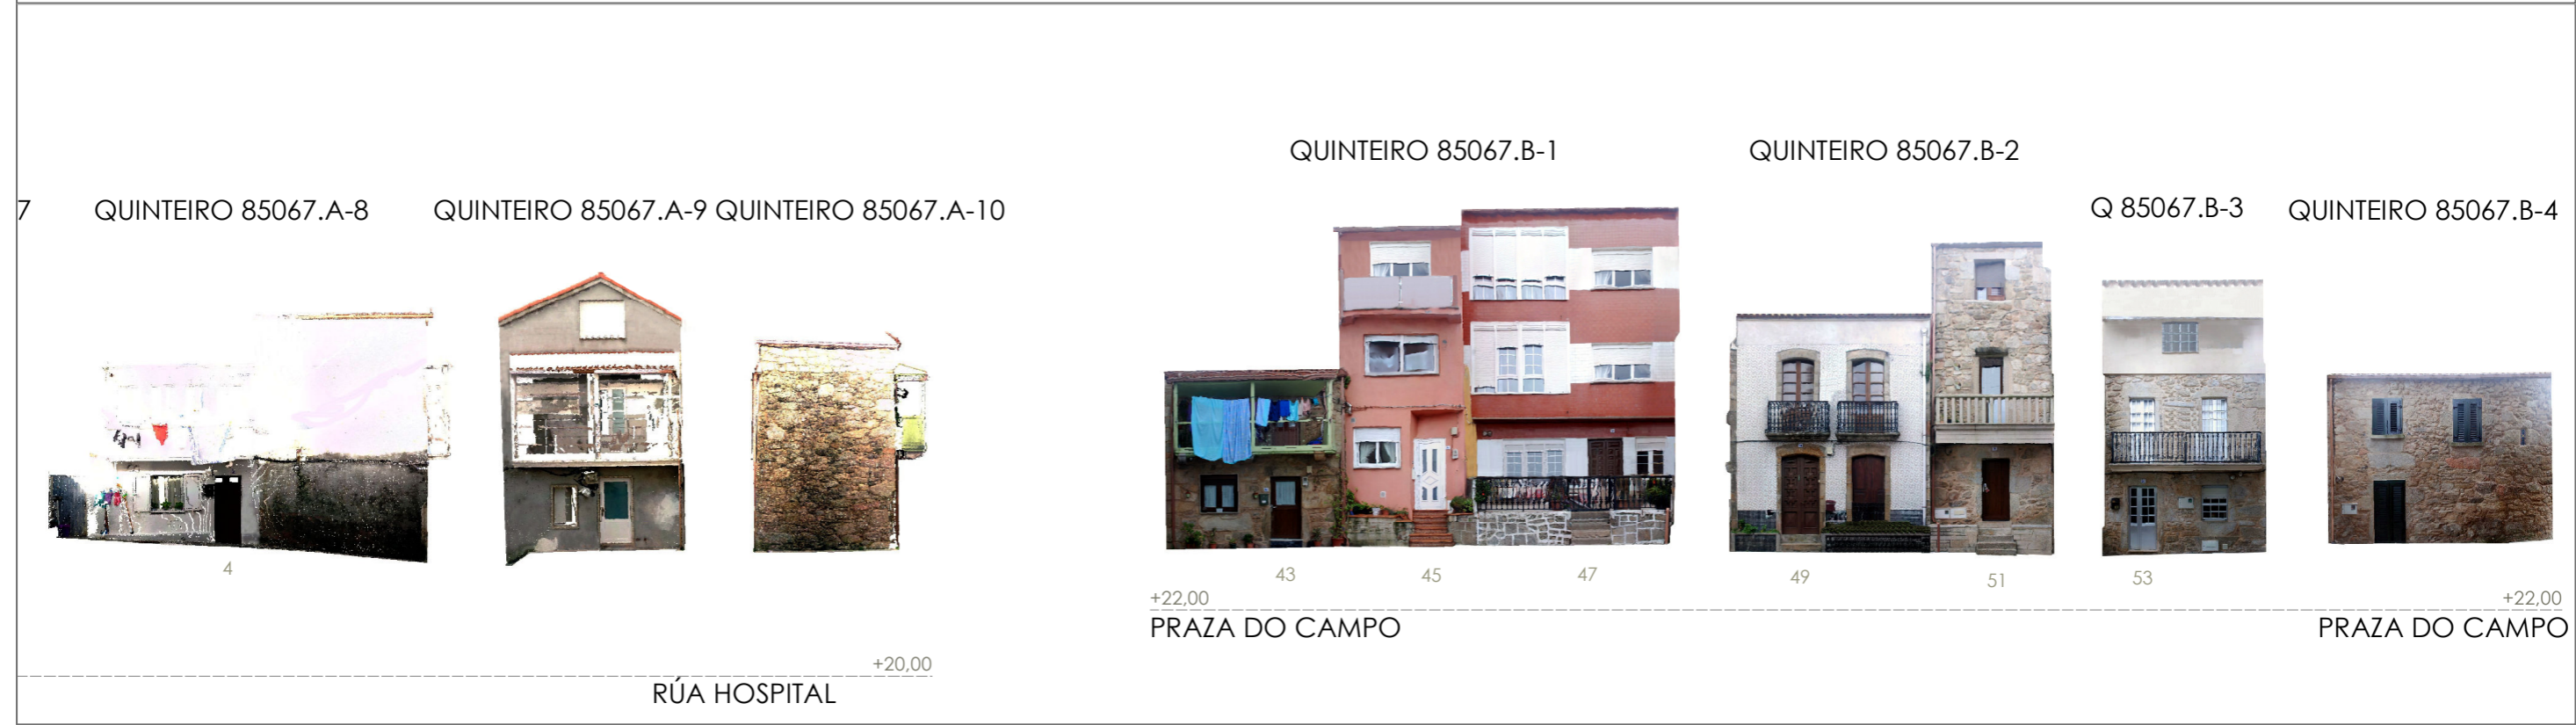 QUINTEIRO 85067.B-1 QUINTEIRO 85067.B-2
7 QUINTEIRO 85067.A-8 QUINTEIRO 85067.A-9 QUINTEIRO 85067.A-10 Q 85067.B-3 QUINTEIRO 85067.B-4
4 43 45 47 49 51 53
+22,00 +22,00
PRAZA DO CAMPO PRAZA DO CAMPO
+20,00
RÚA HOSPITAL